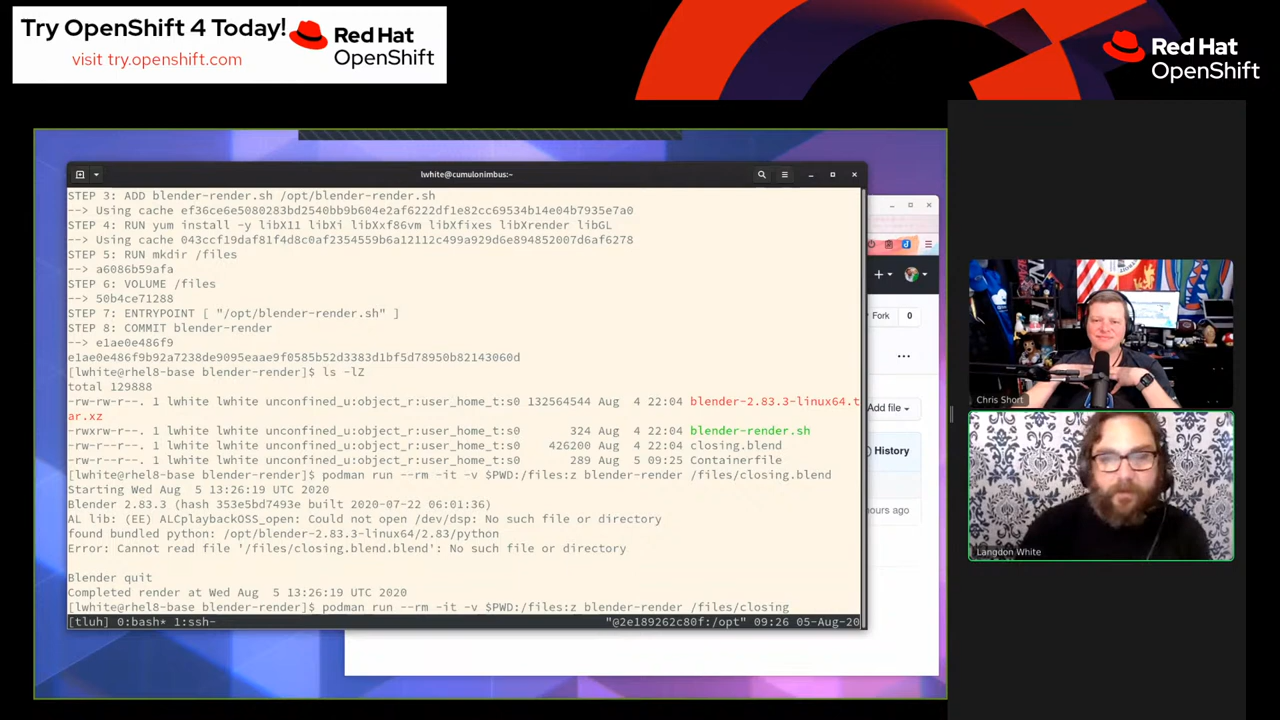 Try OpenShift 4 Today!
visit try.openshift.com
Red Hat
OpenShift
Red Hat
OpenShift
lwhite@cumulonimbus:~
STEP 3: ADD blender-render.sh /opt/blender-render.sh
--> Using cache ef36ce6e5080283bd2540bb9b604e2af6222df1e82cc69534b14e04b7935e7a0
STEP 4: RUN yum install -y libX11 libXi libXxf86vm libXfixes libXrender libGL
--> Using cache 043ccf19daf81f4d8c0af2354559b6a12112c499a929d6e894852007d6af6278
STEP 5: RUN mkdir /files
--> a6086b59afa
STEP 6: VOLUME /files
--> 50b4ce71288
STEP 7: ENTRYPOINT [ "/opt/blender-render.sh" ]
STEP 8: COMMIT blender-render
--> e1ae0e486f9
e1ae0e486f9b92a7238de9095eaae9f0585b52d3383d1bf5d78950b82143060d
[lwhite@rhel8-base blender-render]$ ls -lZ
total 129888
-rw-rw-r--. 1 lwhite lwhite unconfined_u:object_r:user_home_t:s0 132564544 Aug  4 22:04 blender-2.83.3-linux64.t
ar.xz
-rwxrwxr--. 1 lwhite lwhite unconfined_u:object_r:user_home_t:s0       324 Aug  4 22:04 blender-render.sh
-rw-r--r--. 1 lwhite lwhite unconfined_u:object_r:user_home_t:s0    426200 Aug  4 22:04 closing.blend
-rw-r--r--. 1 lwhite lwhite unconfined_u:object_r:user_home_t:s0       289 Aug  5 09:25 Containerfile
[lwhite@rhel8-base blender-render]$ podman run --rm -it -v $PWD:/files:z blender-render /files/closing.blend
Starting Wed Aug  5 13:26:19 UTC 2020
Blender 2.83.3 (hash 353e5bd7493e built 2020-07-22 06:01:36)
AL lib: (EE) ALCplaybackOSS_open: Could not open /dev/dsp: No such file or directory
found bundled python: /opt/blender-2.83.3-linux64/2.83/python
Error: Cannot read file '/files/closing.blend.blend': No such file or directory
Blender quit
Completed render at Wed Aug  5 13:26:19 UTC 2020
[lwhite@rhel8-base blender-render]$ podman run --rm -it -v $PWD:/files:z blender-render /files/closing
[tluh] 0:bash* 1:ssh- "@2e189262c80f:/opt" 09:26 05-Aug-20
Fork 0
Add file
History
hours ago
Chris Short
Langdon White